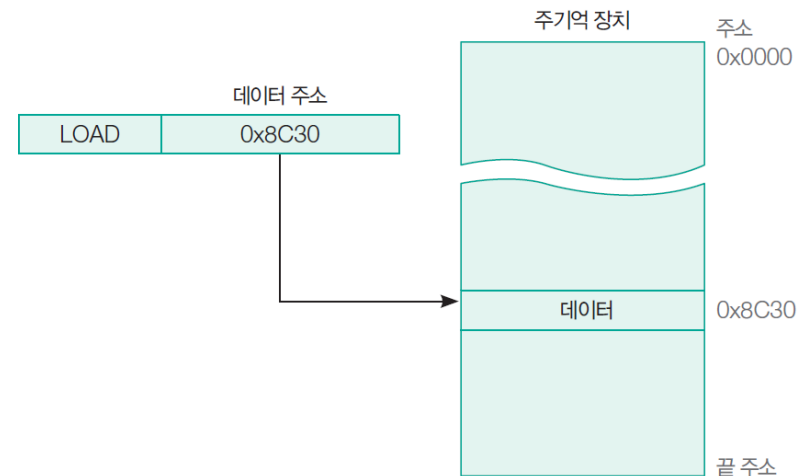 주기억 장치
주소
0x0000
데이터 주소
LOAD 0x8C30
데이터 0x8C30
끝 주소